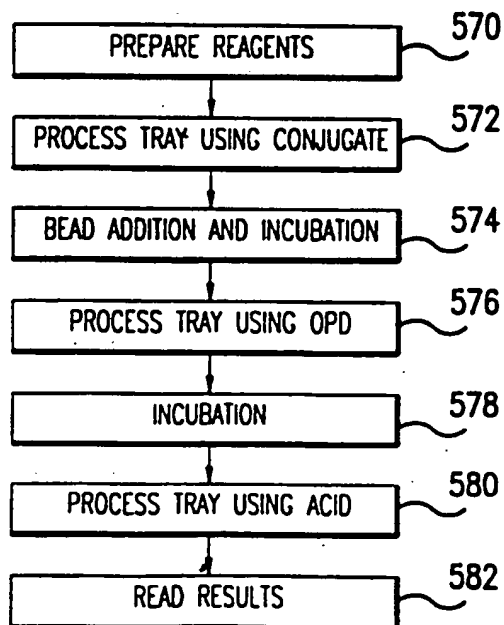 PREPARE REAGENTS 570
PROCESS TRAY USING CONJUGATE 572
BEAD ADDITION AND INCUBATION 574
PROCESS TRAY USING OPD 576
INCUBATION 578
PROCESS TRAY USING ACID 580
READ RESULTS 582